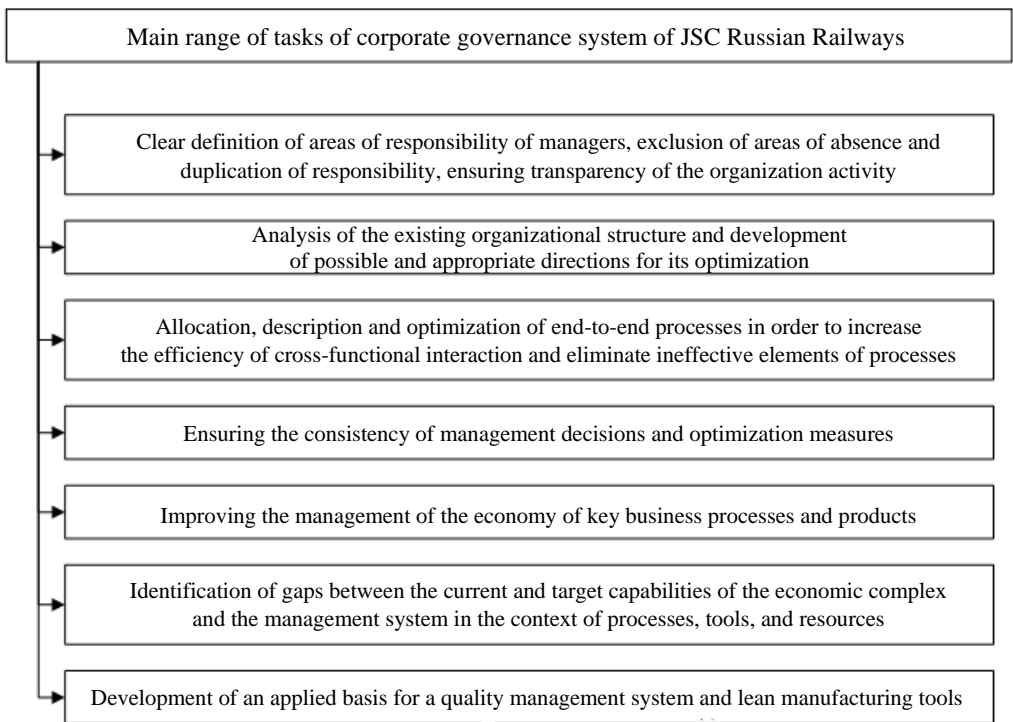 Main range of tasks of corporate governance system of JSC Russian Railways
Clear definition of areas of responsibility of managers, exclusion of areas of absence and
duplication of responsibility, ensuring transparency of the organization activity
Analysis of the existing organizational structure and development
of possible and appropriate directions for its optimization
Allocation, description and optimization of end-to-end processes in order to increase
the efficiency of cross-functional interaction and eliminate ineffective elements of processes
Ensuring the consistency of management decisions and optimization measures
Improving the management of the economy of key business processes and products
Identification of gaps between the current and target capabilities of the economic complex
and the management system in the context of processes, tools, and resources
Development of an applied basis for a quality management system and lean manufacturing tools